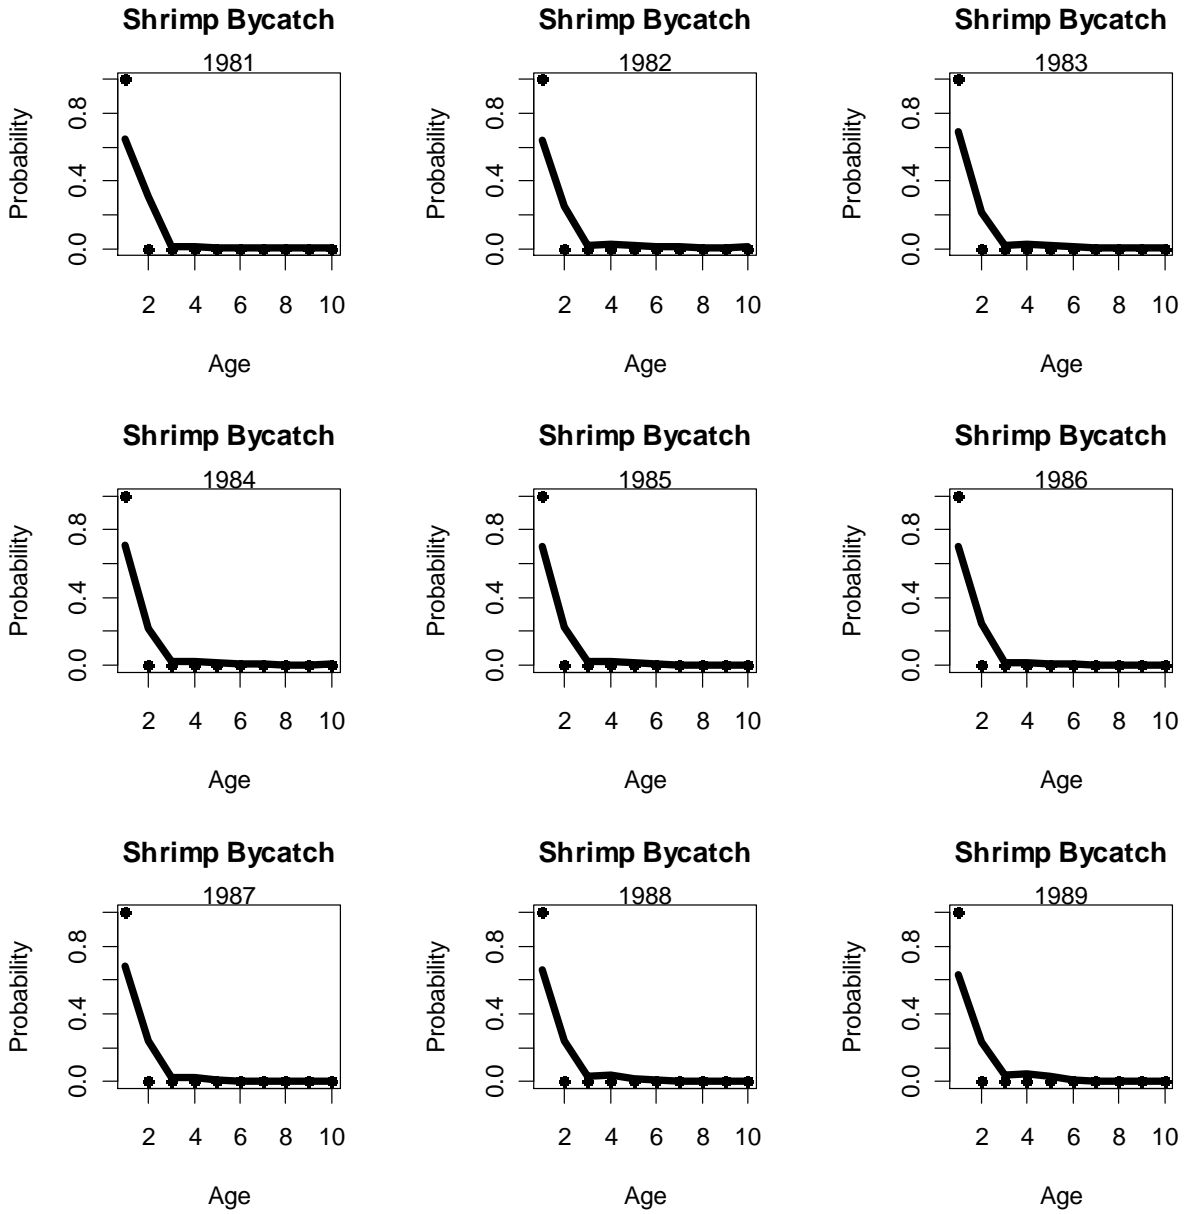 Shrimp Bycatch
1981
Probability
0.0 0.4 0.8
2 4 6 8 10
Age
Shrimp Bycatch
1982
Probability
0.0 0.4 0.8
2 4 6 8 10
Age
Shrimp Bycatch
1983
Probability
0.0 0.4 0.8
2 4 6 8 10
Age
Shrimp Bycatch
1984
Probability
0.0 0.4 0.8
2 4 6 8 10
Age
Shrimp Bycatch
1985
Probability
0.0 0.4 0.8
2 4 6 8 10
Age
Shrimp Bycatch
1986
Probability
0.0 0.4 0.8
2 4 6 8 10
Age
Shrimp Bycatch
1987
Probability
0.0 0.4 0.8
2 4 6 8 10
Age
Shrimp Bycatch
1988
Probability
0.0 0.4 0.8
2 4 6 8 10
Age
Shrimp Bycatch
1989
Probability
0.0 0.4 0.8
2 4 6 8 10
Age